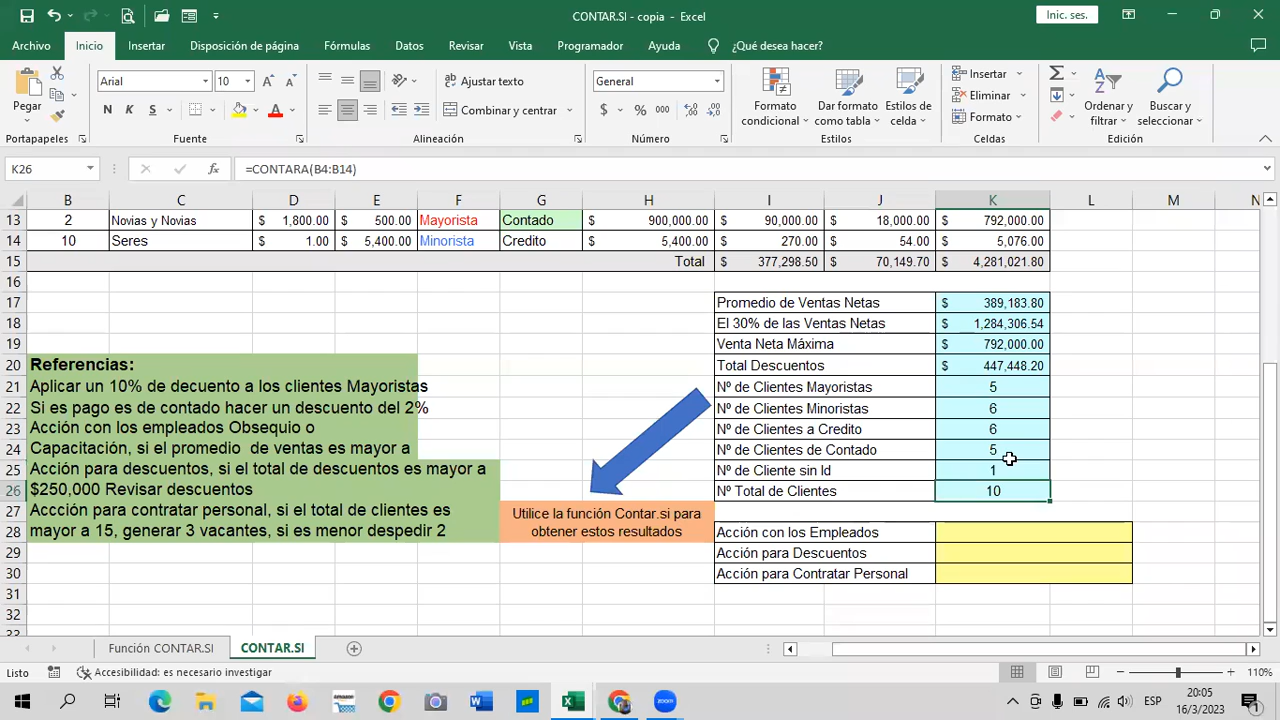 CONTAR.SI - copia - Excel
Inic. ses.
Archivo Inicio Insertar Disposición de página Fórmulas Datos Revisar Vista Programador Ayuda ¿Qué desea hacer?
Pegar
Arial 10
Ajustar texto
General
N K S
Combinar y centrar
$ % 000
Formato condicional
Dar formato como tabla
Estilos de celda
Insertar
Eliminar
Formato
Ordenar y filtrar
Buscar y seleccionar
Portapapeles Fuente Alineación Número Estilos Celdas Edición
K26 fx =CONTARA(B4:B14)
B C D E F G H I J K L M N
13 2 Novias y Novias $ 1,800.00 $ 500.00 Mayorista Contado $ 900,000.00 $ 90,000.00 $ 18,000.00 $ 792,000.00
14 10 Seres $ 1.00 $ 5,400.00 Minorista Credito $ 5,400.00 $ 270.00 $ 54.00 $ 5,076.00
15 Total $ 377,298.50 $ 70,149.70 $ 4,281,021.80
16
17 Promedio de Ventas Netas $ 389,183.80
18 El 30% de las Ventas Netas $ 1,284,306.54
19 Venta Neta Máxima $ 792,000.00
20 Referencias: Total Descuentos $ 447,448.20
21 Aplicar un 10% de decuento a los clientes Mayoristas Nº de Clientes Mayoristas 5
22 Si es pago es de contado hacer un descuento del 2% Nº de Clientes Minoristas 6
23 Acción con los empleados Obsequio o Nº de Clientes a Credito 6
24 Capacitación, si el promedio de ventas es mayor a Nº de Clientes de Contado 5
25 Acción para descuentos, si el total de descuentos es mayor a Nº de Cliente sin Id 1
26 $250,000 Revisar descuentos Nº Total de Clientes 10
27 Accción para contratar personal, si el total de clientes es Utilice la función Contar.si para
28 mayor a 15, generar 3 vacantes, si es menor despedir 2 obtener estos resultados Acción con los Empleados
29 Acción para Descuentos
30 Acción para Contratar Personal
31
32
33
Función CONTAR.SI CONTAR.SI
Listo Accesibilidad: es necesario investigar 110%
W zoom ESP 20:05
16/3/2023